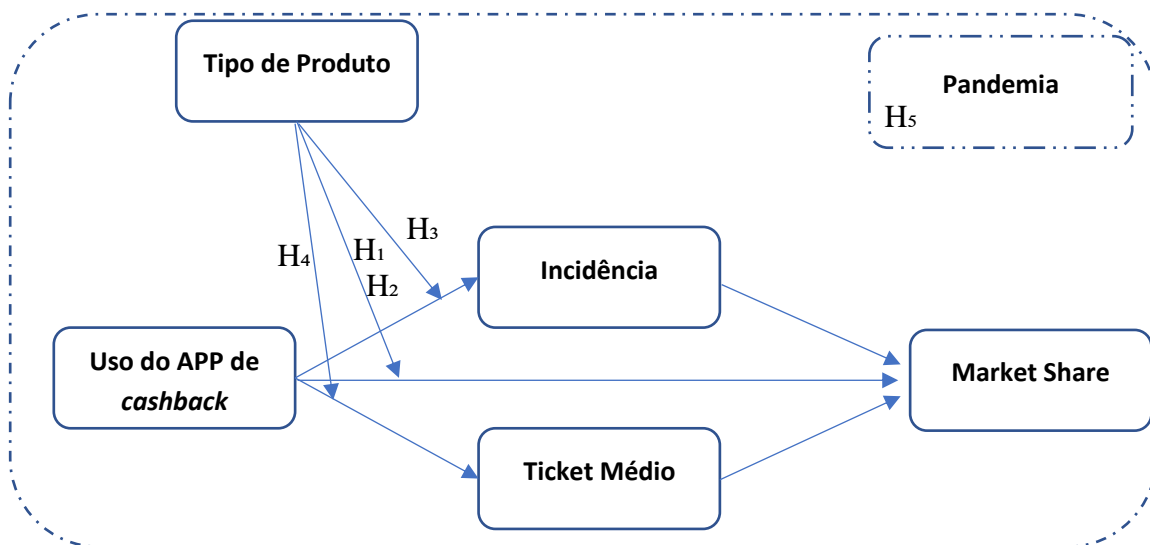 Tipo de Produto
Pandemia
H₅
H₃
H₁
H₄
H₂
Incidência
Uso do APP de
cashback
Market Share
Ticket Médio